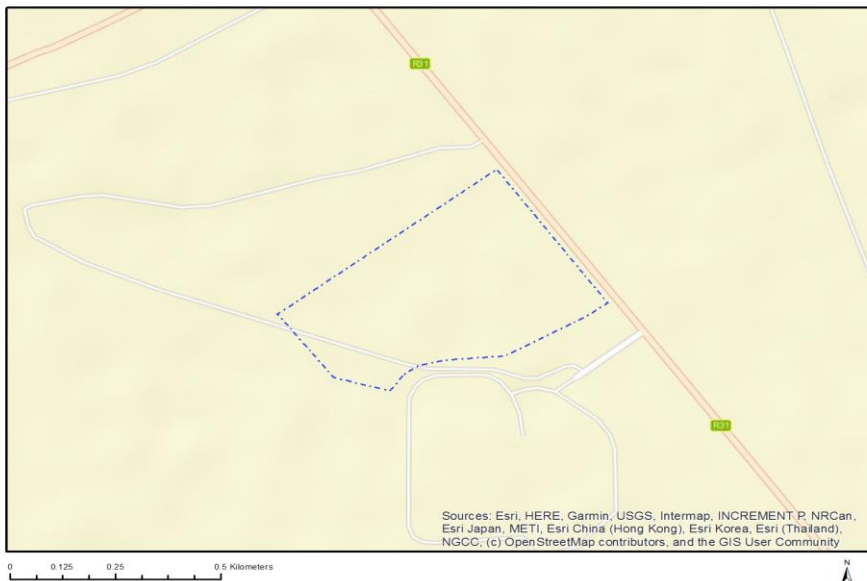 R31
R31
Sources: Esri, HERE, Garmin, USGS, Intermap, INCREMENT P, NRCan,
Esri Japan, METI, Esri China (Hong Kong), Esri Korea, Esri (Thailand),
NGCC, (c) OpenStreetMap contributors, and the GIS User Community
0 0.125 0.25 0.5 Kilometers
N